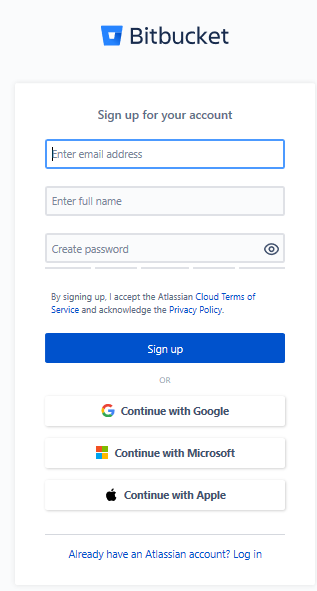 Bitbucket
Sign up for your account
Enter email address
Enter full name
Create password
By signing up, I accept the Atlassian Cloud Terms of
Service and acknowledge the Privacy Policy.
Sign up
OR
Continue with Google
Continue with Microsoft
Continue with Apple
Already have an Atlassian account? Log in